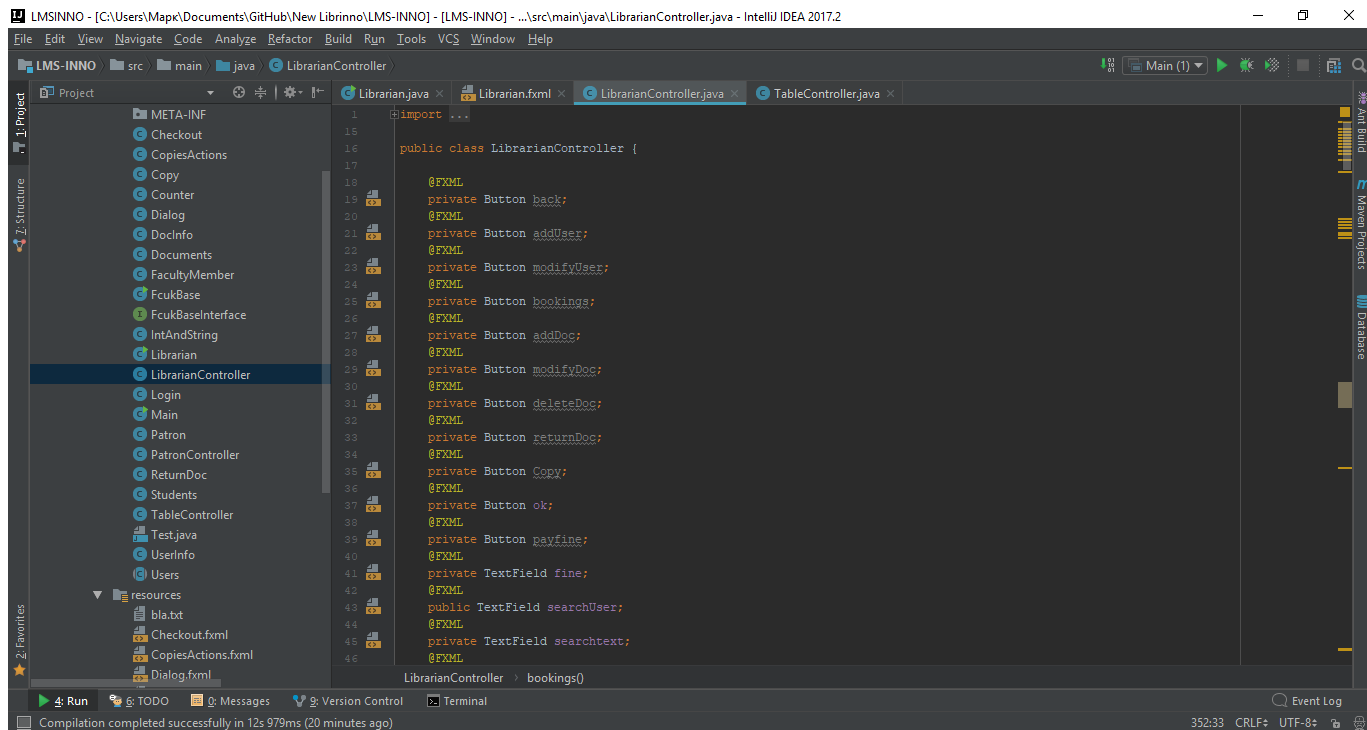 LMSINNO - [C:\Users\Марк\Documents\GitHub\New Librinno\LMS-INNO] - [LMS-INNO] - ...\src\main\java\LibrarianController.java - IntelliJ IDEA 2017.2
File Edit View Navigate Code Analyze Refactor Build Run Tools VCS Window Help
LMS-INNO src main java LibrarianController Main (1)
Project
Librarian.java Librarian.fxml LibrarianController.java TableController.java
1: Project
7: Structure
2: Favorites
META-INF
Checkout
CopiesActions
Copy
Counter
Dialog
DocInfo
Documents
FacultyMember
FcukBase
FcukBaseInterface
IntAndString
Librarian
LibrarianController
Login
Main
Patron
PatronController
ReturnDoc
Students
TableController
Test.java
UserInfo
Users
resources
bla.txt
Checkout.fxml
CopiesActions.fxml
Dialog.fxml
1 import ...
15
16 public class LibrarianController {
17
18 @FXML
19 private Button back;
20 @FXML
21 private Button addUser;
22 @FXML
23 private Button modifyUser;
24 @FXML
25 private Button bookings;
26 @FXML
27 private Button addDoc;
28 @FXML
29 private Button modifyDoc;
30 @FXML
31 private Button deleteDoc;
32 @FXML
33 private Button returnDoc;
34 @FXML
35 private Button Copy;
36 @FXML
37 private Button ok;
38 @FXML
39 private Button payfine;
40 @FXML
41 private TextField fine;
42 @FXML
43 public TextField searchUser;
44 @FXML
45 private TextField searchtext;
46 @FXML
LibrarianController bookings()
Ant Build
Maven Projects
Database
4: Run 6: TODO 0: Messages 9: Version Control Terminal Event Log
Compilation completed successfully in 12s 979ms (20 minutes ago) 352:33 CRLF UTF-8